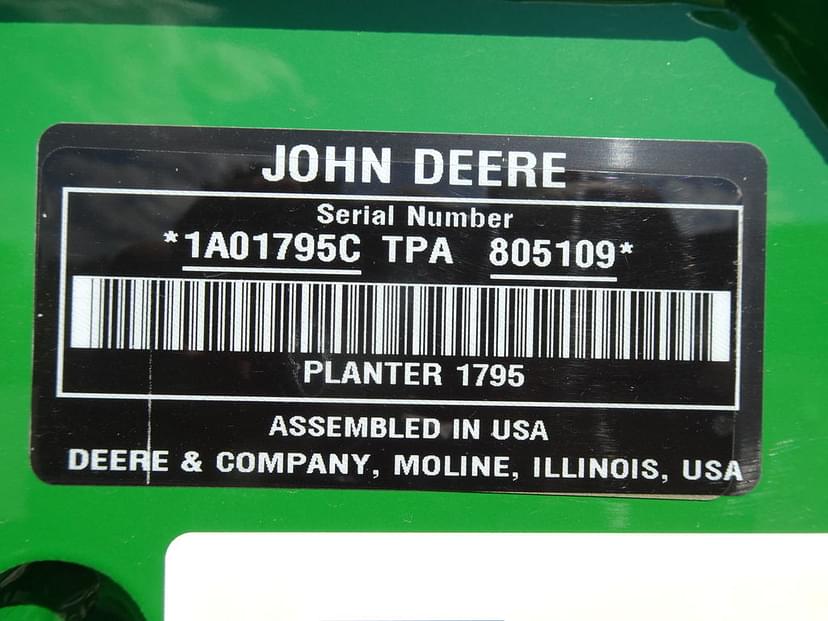 JOHN DEERE
Serial Number
*1A01795C TPA 805109*
PLANTER 1795
ASSEMBLED IN USA
DEERE & COMPANY, MOLINE, ILLINOIS, USA